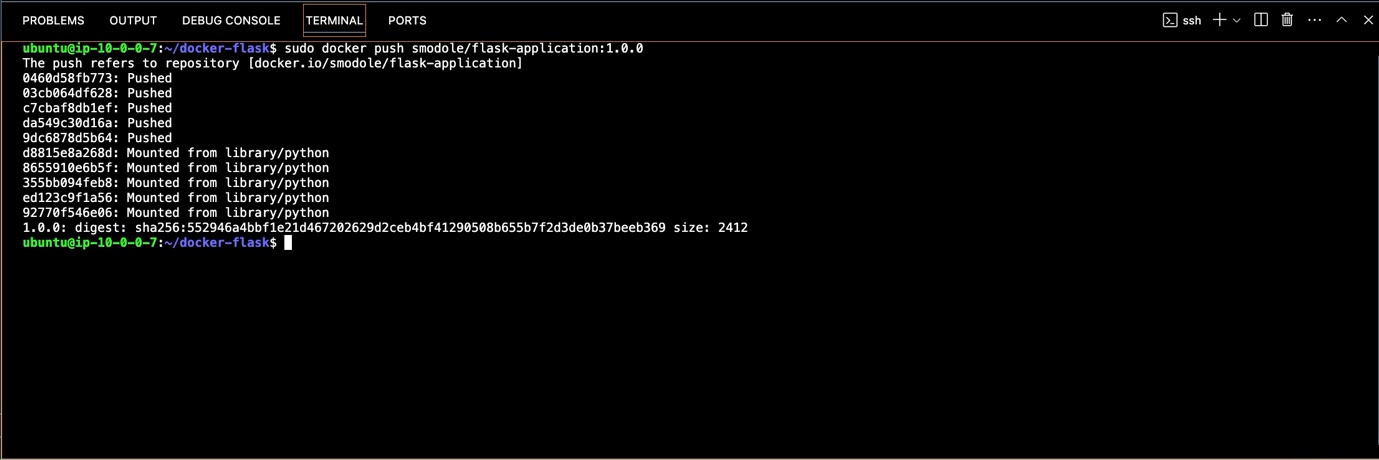 PROBLEMS OUTPUT DEBUG CONSOLE TERMINAL PORTS ssh
ubuntu@ip-10-0-0-7:~/docker-flask$ sudo docker push smodole/flask-application:1.0.0
The push refers to repository [docker.io/smodole/flask-application]
0460d58fb773: Pushed
03cb064df628: Pushed
c7cbaf8db1ef: Pushed
da549c30d16a: Pushed
9dc6878d5b64: Pushed
d8815e8a268d: Mounted from library/python
8655910e6b5f: Mounted from library/python
355bb094feb8: Mounted from library/python
ed123c9f1a56: Mounted from library/python
92770f546e06: Mounted from library/python
1.0.0: digest: sha256:552946a4bbf1e21d467202629d2ceb4bf41290508b655b7f2d3de0b37beeb369 size: 2412
ubuntu@ip-10-0-0-7:~/docker-flask$